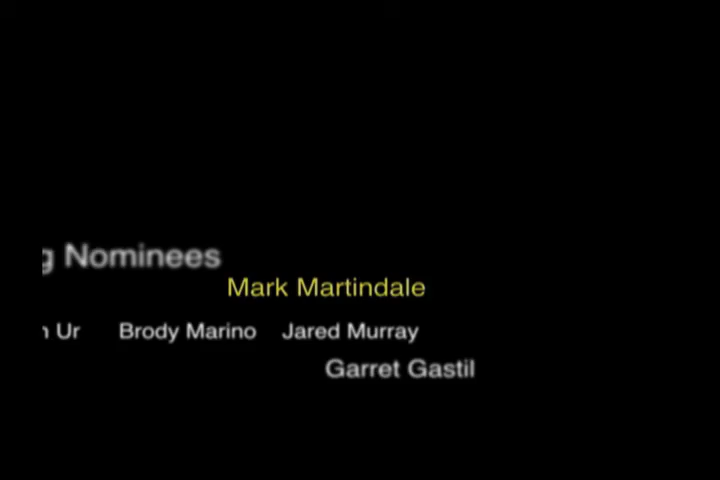 Nominees
Mark Martindale
Ur Brody Marino Jared Murray
Garret Gastil